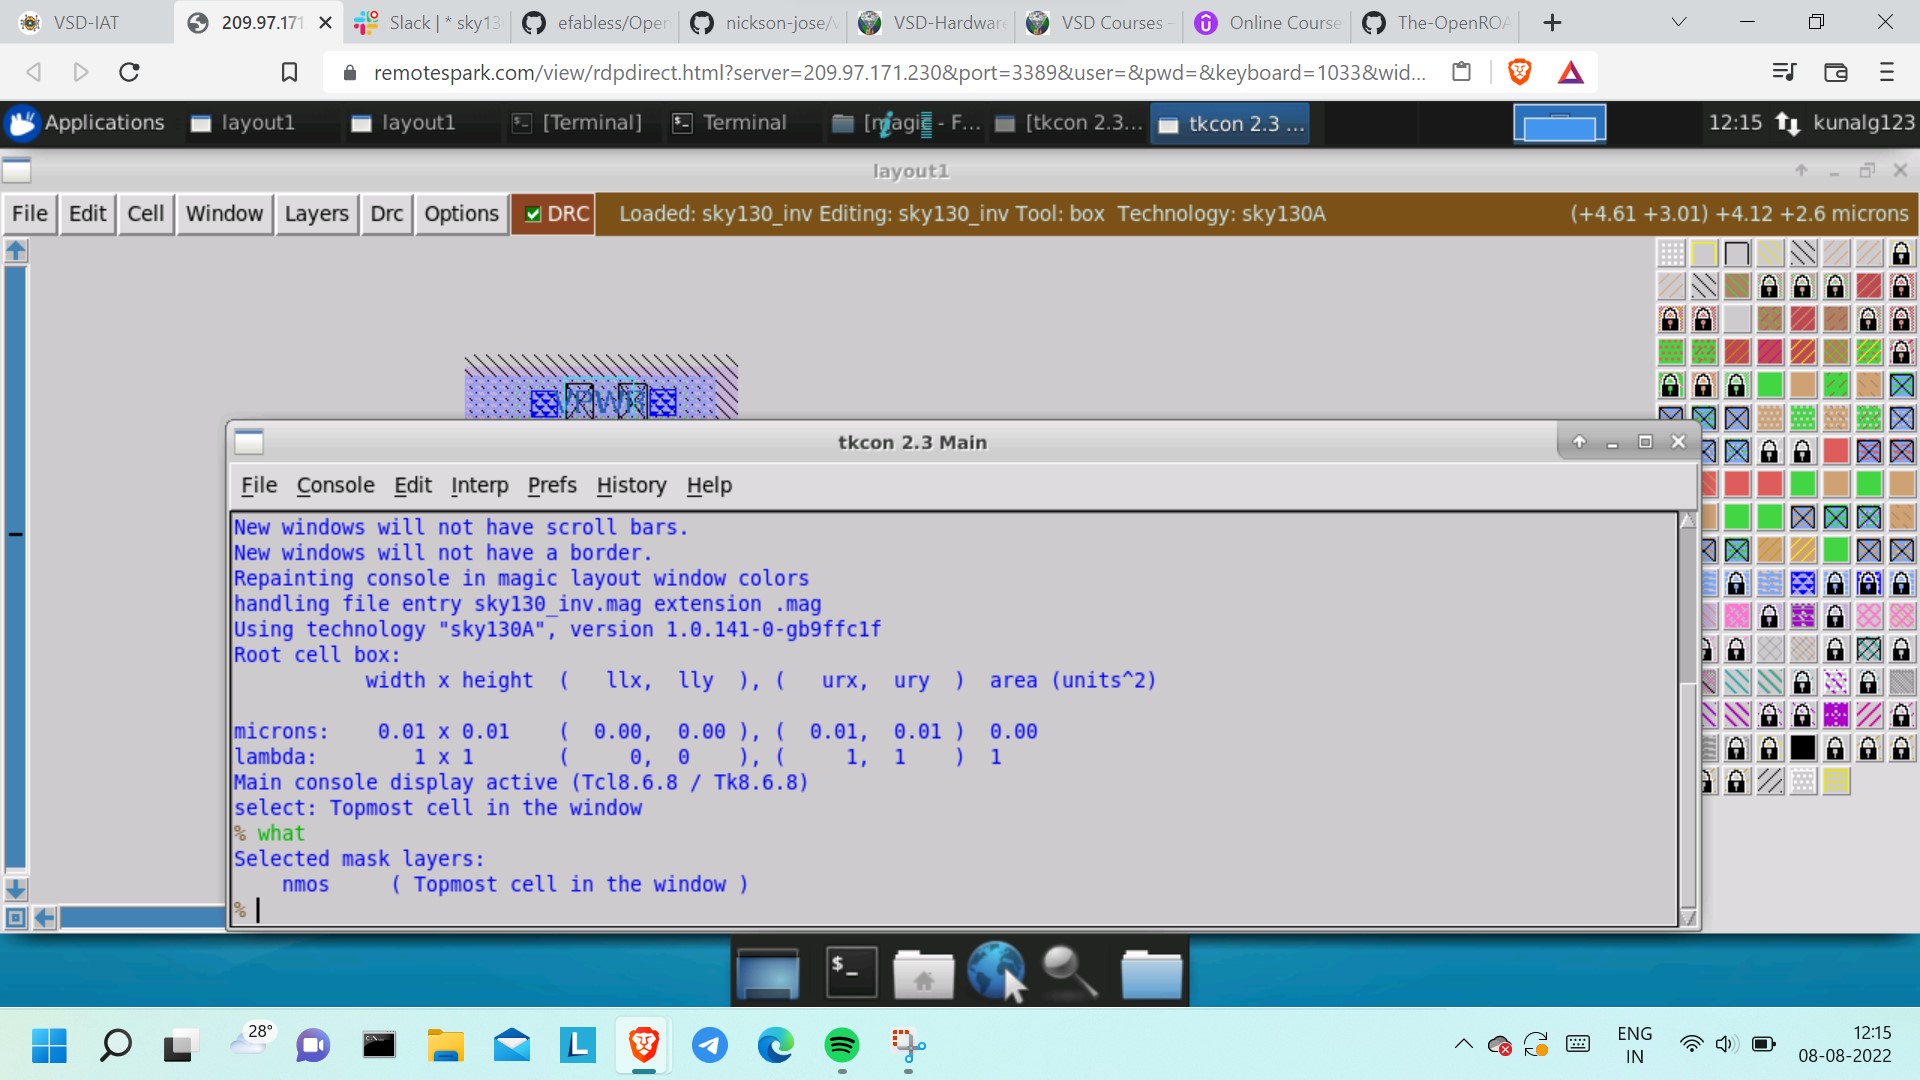 VSD-IAT
209.97.171
Slack | * sky13
efabless/Open
nickson-jose/v
VSD-Hardware
VSD Courses -
Online Course
The-OpenROA
remotespark.com/view/rdpdirect.html?server=209.97.171.230&port=3389&user=&pwd=&keyboard=1033&wid...
Applications
layout1
layout1
[Terminal]
Terminal
[magic - F...
[tkcon 2.3...
tkcon 2.3 ...
12:15
kunalg123
layout1
File Edit Cell Window Layers Drc Options
DRC
Loaded: sky130_inv Editing: sky130_inv Tool: box Technology: sky130A
(+4.61 +3.01) +4.12 +2.6 microns
VPWR
tkcon 2.3 Main
File Console Edit Interp Prefs History Help
New windows will not have scroll bars.
New windows will not have a border.
Repainting console in magic layout window colors
handling file entry sky130_inv.mag extension .mag
Using technology "sky130A", version 1.0.141-0-gb9ffc1f
Root cell box:
width x height ( llx, lly ), ( urx, ury ) area (units^2)
microns: 0.01 x 0.01 ( 0.00, 0.00 ), ( 0.01, 0.01 ) 0.00
lambda: 1 x 1 ( 0, 0 ), ( 1, 1 ) 1
Main console display active (Tcl8.6.8 / Tk8.6.8)
select: Topmost cell in the window
% what
Selected mask layers:
nmos ( Topmost cell in the window )
%
$_
28°
L
ENG
IN
12:15
08-08-2022